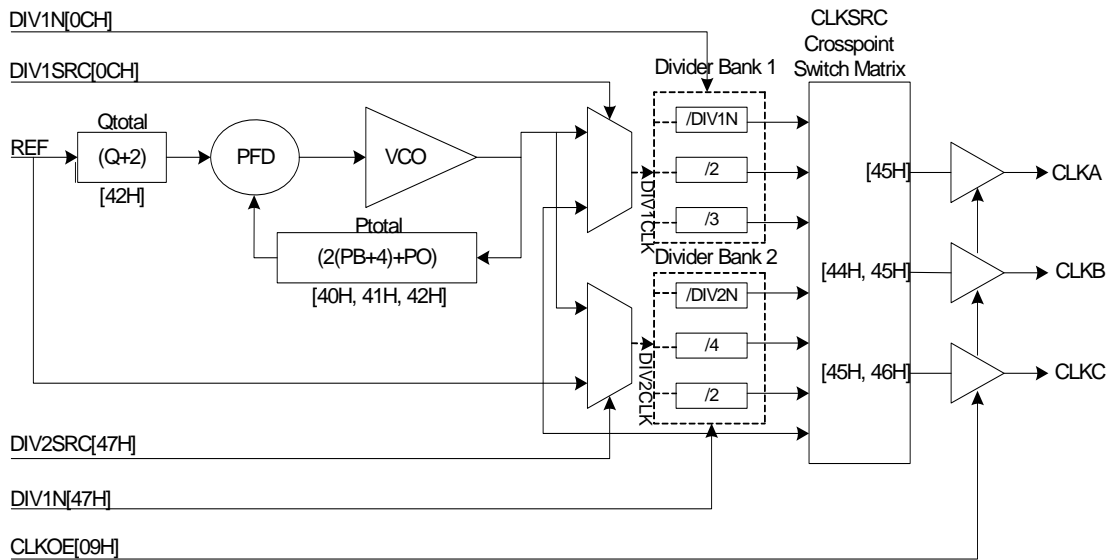 DIV1N[0CH]
CLKSRC
Crosspoint
Switch Matrix
DIV1SRC[0CH]
Divider Bank 1
Qtotal
/DIV1N
REF
(Q+2)
PFD
VCO
/2
[45H]
CLKA
[42H]
DIV1CLK
/3
Ptotal
(2(PB+4)+PO)
Divider Bank 2
[44H, 45H]
CLKB
[40H, 41H, 42H]
/DIV2N
/4
DIV2CLK
[45H, 46H]
CLKC
/2
DIV2SRC[47H]
DIV1N[47H]
CLKOE[09H]